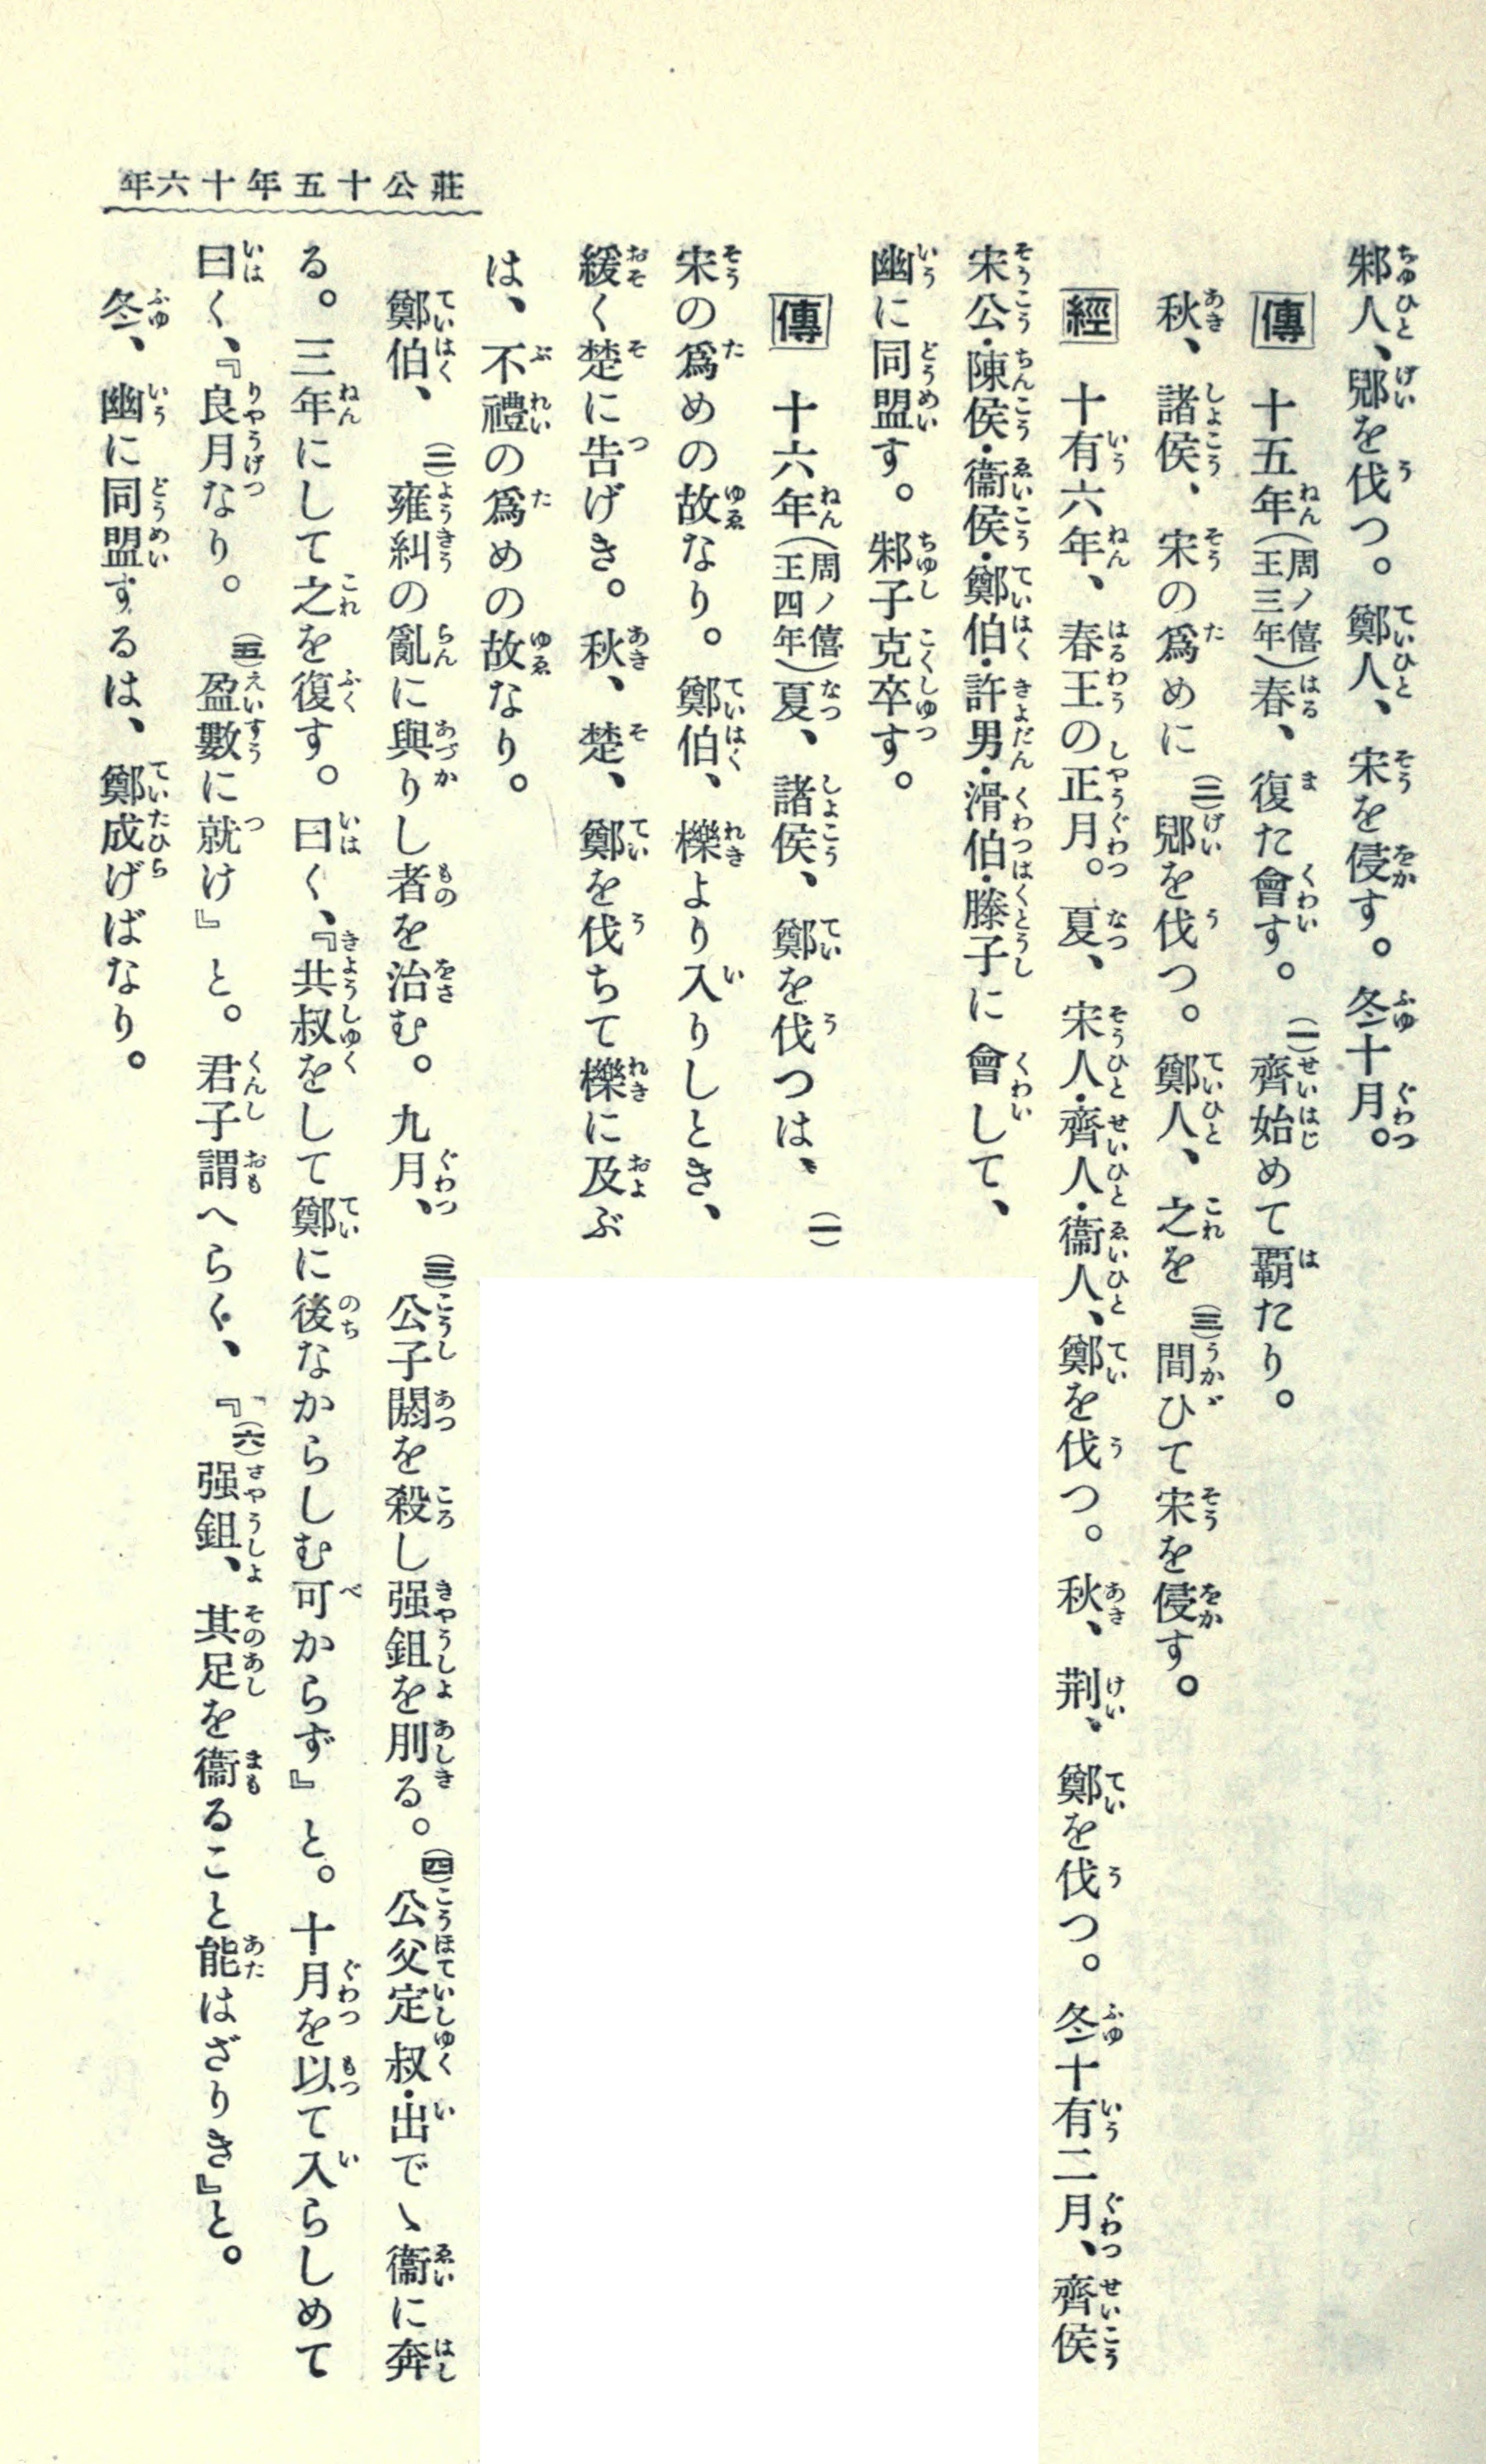 莊公十五年十六年
邾人、郳を伐つ。鄭人、宋を侵す。冬十月。
傳 十五年(周ノ僖王三年)春、復た會す。(一)齊始めて霸たり。
秋、諸侯、宋の爲めに(二)郳を伐つ。鄭人、之を(三)間ひて宋を侵す。
經 十有六年、春王の正月。夏、宋人・齊人・衞人、鄭を伐つ。秋、荆、鄭を伐つ。冬十有二月、齊侯
宋公・陳侯・衞侯・鄭伯・許男・滑伯・滕子に會して、
幽に同盟す。邾子克卒す。
傳 十六年(周ノ僖王四年)夏、諸侯、鄭を伐つは、(一)
宋の爲めの故なり。鄭伯、櫟より入りしとき、
緩く楚に告げき。秋、楚、鄭を伐ちて櫟に及ぶ
は、不禮の爲めの故なり。
鄭伯、(二)雍糾の亂に與りし者を治む。九月、(三)公子閼を殺し强鉏を刖る。(四)公父定叔・出でゝ衞に奔
る。三年にして之を復す。曰く、『共叔をして鄭に後なからしむ可からず』と。十月を以て入らしめて
曰く、『良月なり。(五)盈數に就け』と。君子謂へらく、『(六)强鉏、其足を衞ること能はざりき』と。
冬、幽に同盟するは、鄭成げばなり。